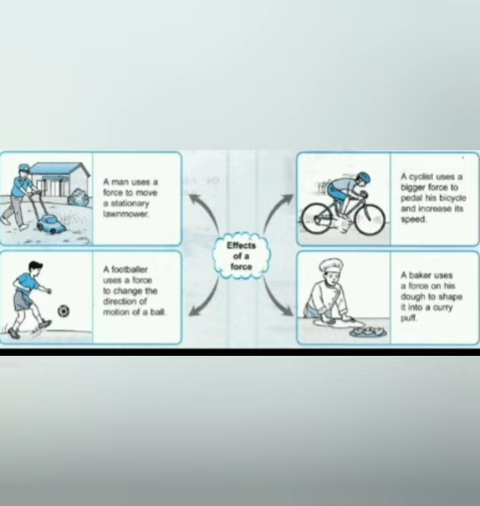 A man uses a
force to move
a stationary
lawnmower.
A cyclist uses a
bigger force to
pedal his bicycle
and increase its
speed.
Effects
of a
force
A footballer
uses a force
to change the
direction of
motion of a ball.
A baker uses
a force on his
dough to shape
it into a curry
puff.